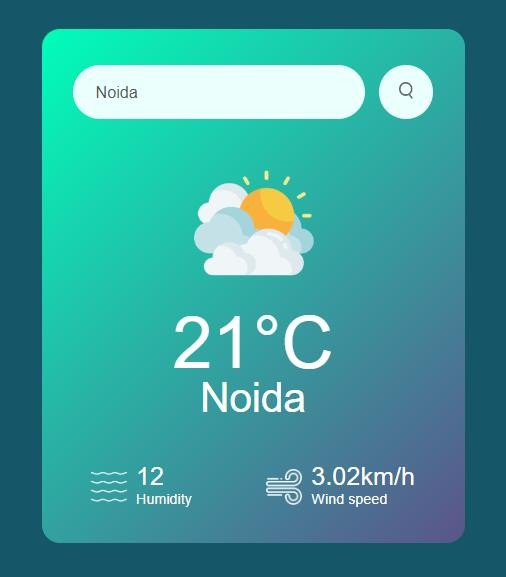 Noida
21°C
Noida
12
Humidity
3.02km/h
Wind speed